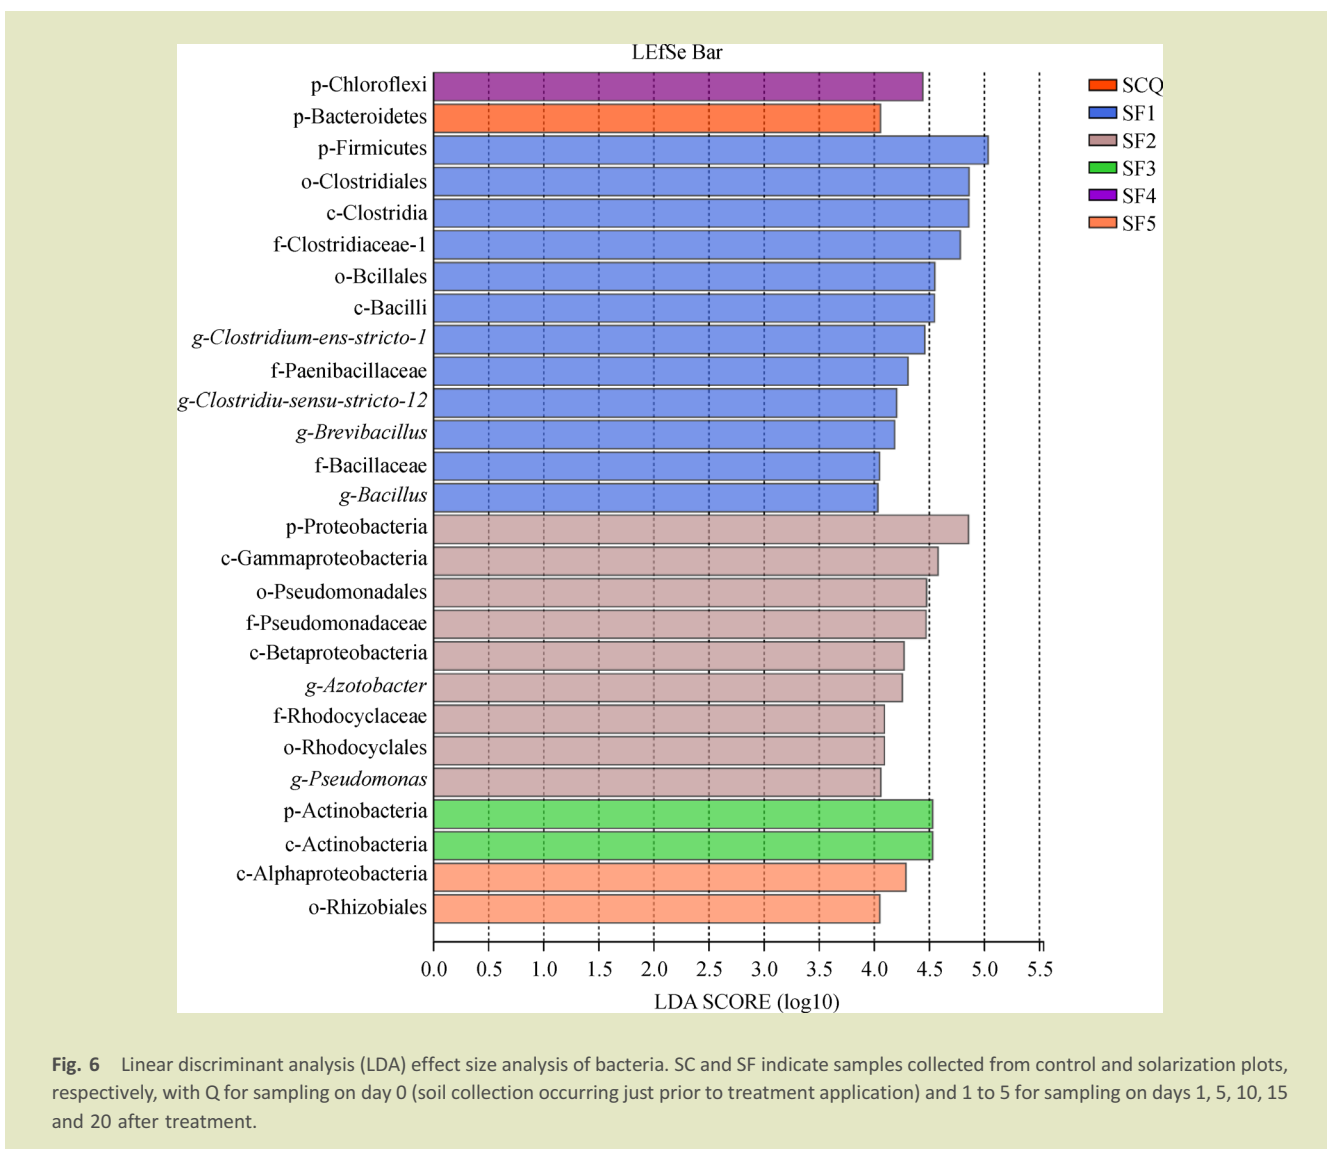 LEfSe Bar
p-Chloroflexi
p-Bacteroidetes
p-Firmicutes
o-Clostridiales
c-Clostridia
f-Clostridiaceae-1
o-Bcillales
c-Bacilli
g-Clostridium-ens-stricto-1
f-Paenibacillaceae
g-Clostridiu-sensu-stricto-12
g-Brevibacillus
f-Bacillaceae
g-Bacillus
p-Proteobacteria
c-Gammaproteobacteria
o-Pseudomonadales
f-Pseudomonadaceae
c-Betaproteobacteria
g-Azotobacter
f-Rhodocyclaceae
o-Rhodocyclales
g-Pseudomonas
p-Actinobacteria
c-Actinobacteria
c-Alphaproteobacteria
o-Rhizobiales
SCQ
SF1
SF2
SF3
SF4
SF5
0.0 0.5 1.0 1.5 2.0 2.5 3.0 3.5 4.0 4.5 5.0 5.5
LDA SCORE (log10)
Fig. 6 Linear discriminant analysis (LDA) effect size analysis of bacteria. SC and SF indicate samples collected from control and solarization plots,
respectively, with Q for sampling on day 0 (soil collection occurring just prior to treatment application) and 1 to 5 for sampling on days 1, 5, 10, 15
and 20 after treatment.